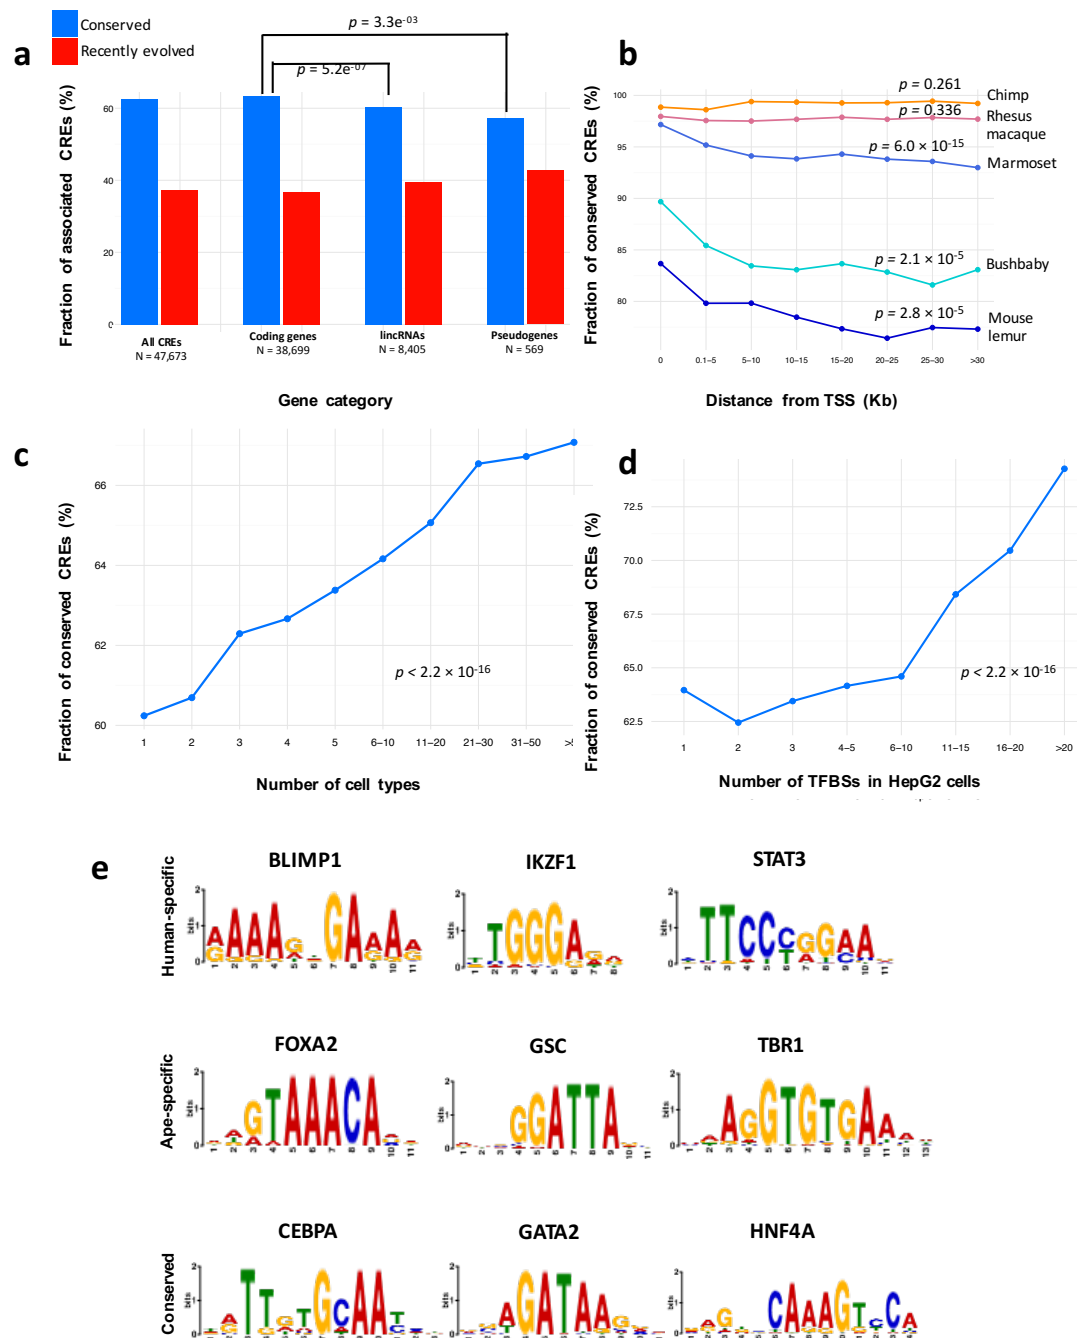 Conserved
Recently evolved
a
p = 3.3e-03
p = 5.2e-07
Fraction of associated CREs (%)
60
40
20
0
All CREs
N = 47,673
Coding genes
N = 38,699
lincRNAs
N = 8,405
Pseudogenes
N = 569
Gene category
b
Fraction of conserved CREs (%)
100
95
90
85
80
p = 0.261
p = 0.336
p = 6.0 × 10-15
p = 2.1 × 10-5
p = 2.8 × 10-5
Chimp
Rhesus
macaque
Marmoset
Bushbaby
Mouse
lemur
0 0.1–5 5–10 10–15 15–20 20–25 25–30 >30
Distance from TSS (Kb)
c
Fraction of conserved CREs (%)
66
64
62
60
p < 2.2 × 10-16
1 2 3 4 5 6–10 11–20 21–30 31–50
Number of cell types
d
Fraction of conserved CREs (%)
72.5
70.0
67.5
65.0
62.5
p < 2.2 × 10-16
1 2 3 4–5 6–10 11–15 16–20 >20
Number of TFBSs in HepG2 cells
e
Human-specific
BLIMP1
IKZF1
STAT3
Ape-specific
FOXA2
GSC
TBR1
Conserved
CEBPA
GATA2
HNF4A